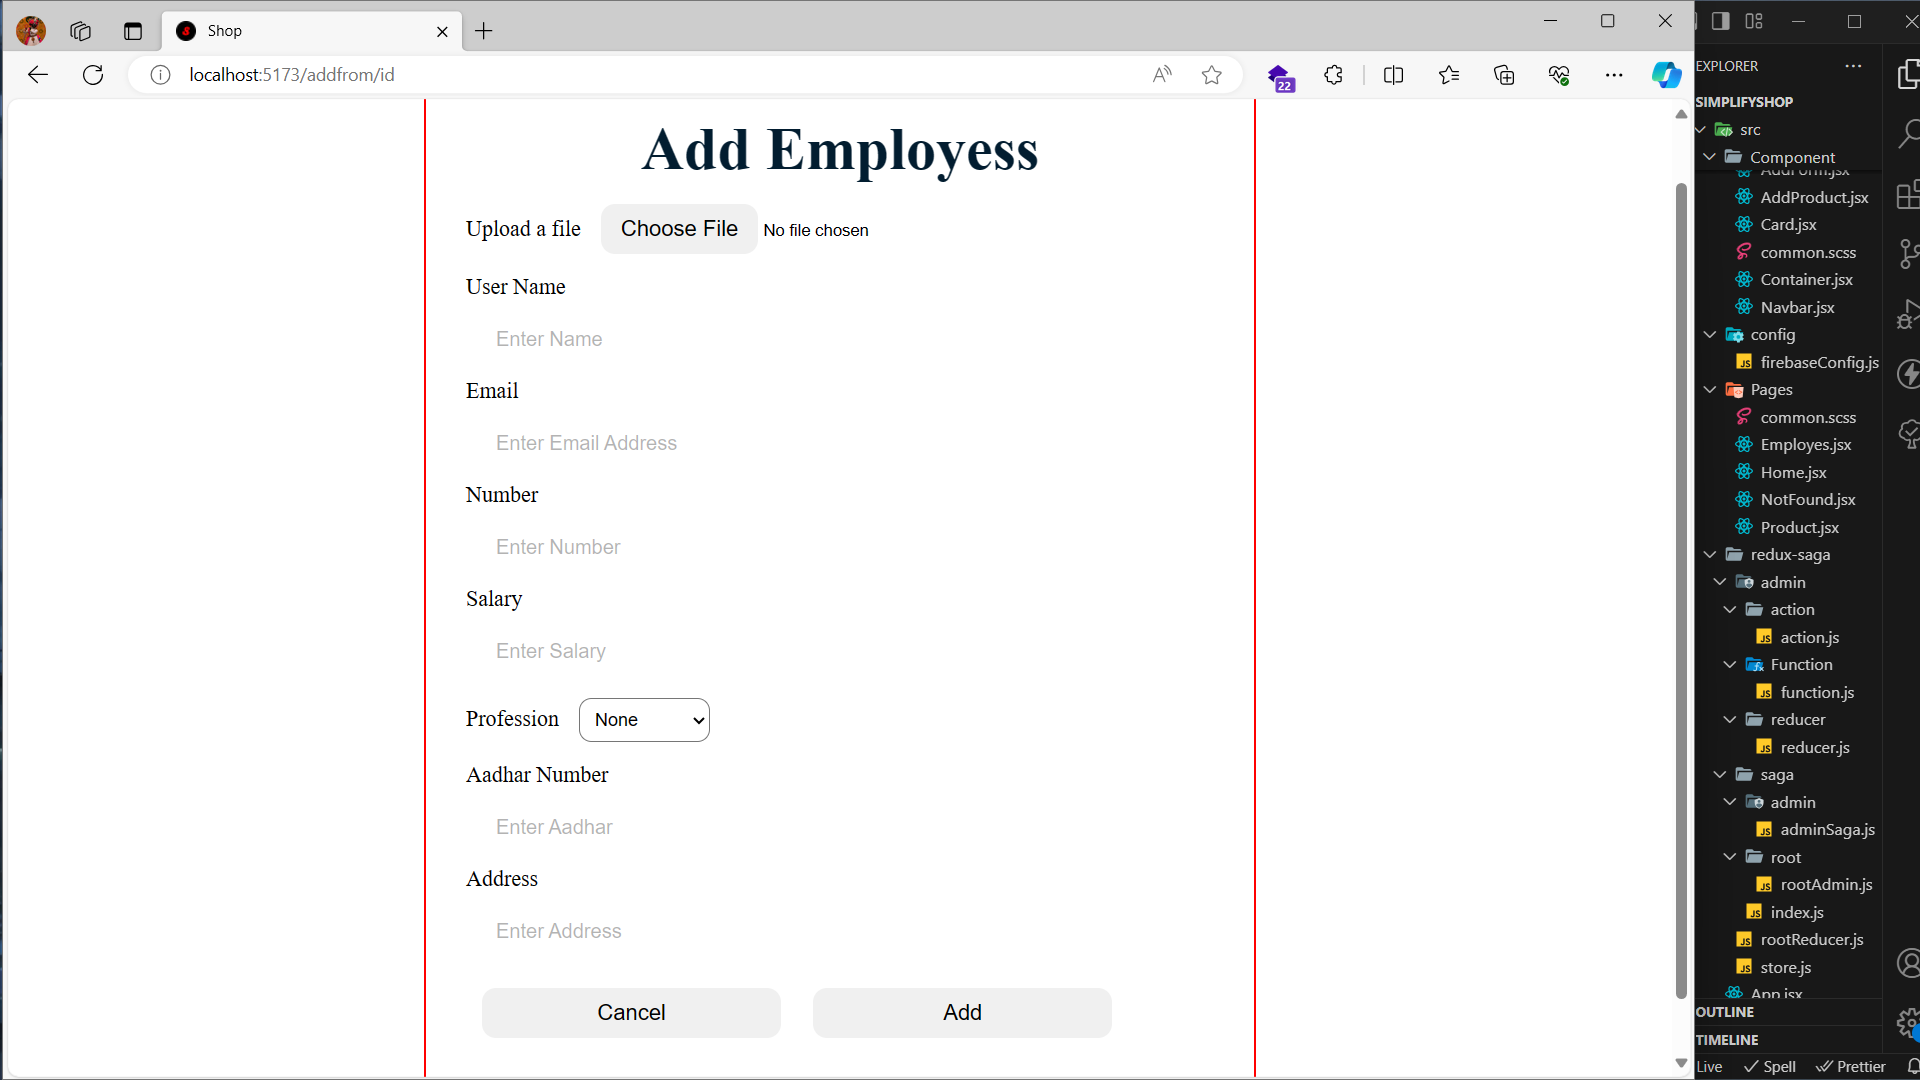 Shop
localhost:5173/addfrom/id
22
Add Employess
Upload a file
Choose File
No file chosen
User Name
Enter Name
Email
Enter Email Address
Number
Enter Number
Salary
Enter Salary
Profession
None
Aadhar Number
Enter Aadhar
Address
Enter Address
Cancel
Add
EXPLORER
SIMPLIFYSHOP
src
Component
AddForm.jsx
AddProduct.jsx
Card.jsx
common.scss
Container.jsx
Navbar.jsx
config
firebaseConfig.js
Pages
common.scss
Employes.jsx
Home.jsx
NotFound.jsx
Product.jsx
redux-saga
admin
action
action.js
Function
function.js
reducer
reducer.js
saga
admin
adminSaga.js
root
rootAdmin.js
index.js
rootReducer.js
store.js
App.jsx
OUTLINE
TIMELINE
Live
Spell
Prettier